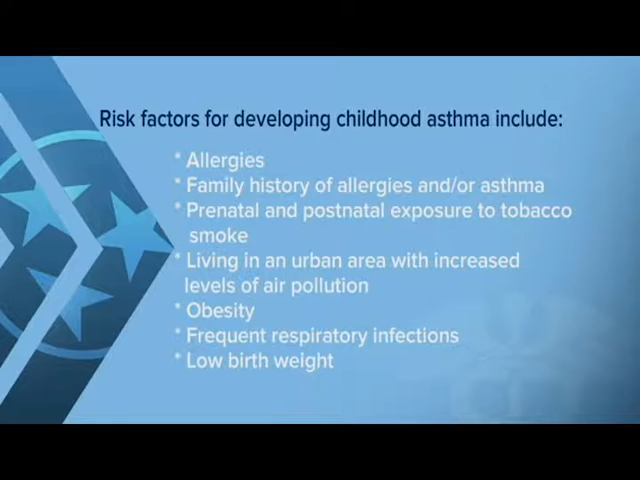 Risk factors for developing childhood asthma include:
* Allergies
* Family history of allergies and/or asthma
* Prenatal and postnatal exposure to tobacco
smoke
* Living in an urban area with increased
levels of air pollution
* Obesity
* Frequent respiratory infections
* Low birth weight